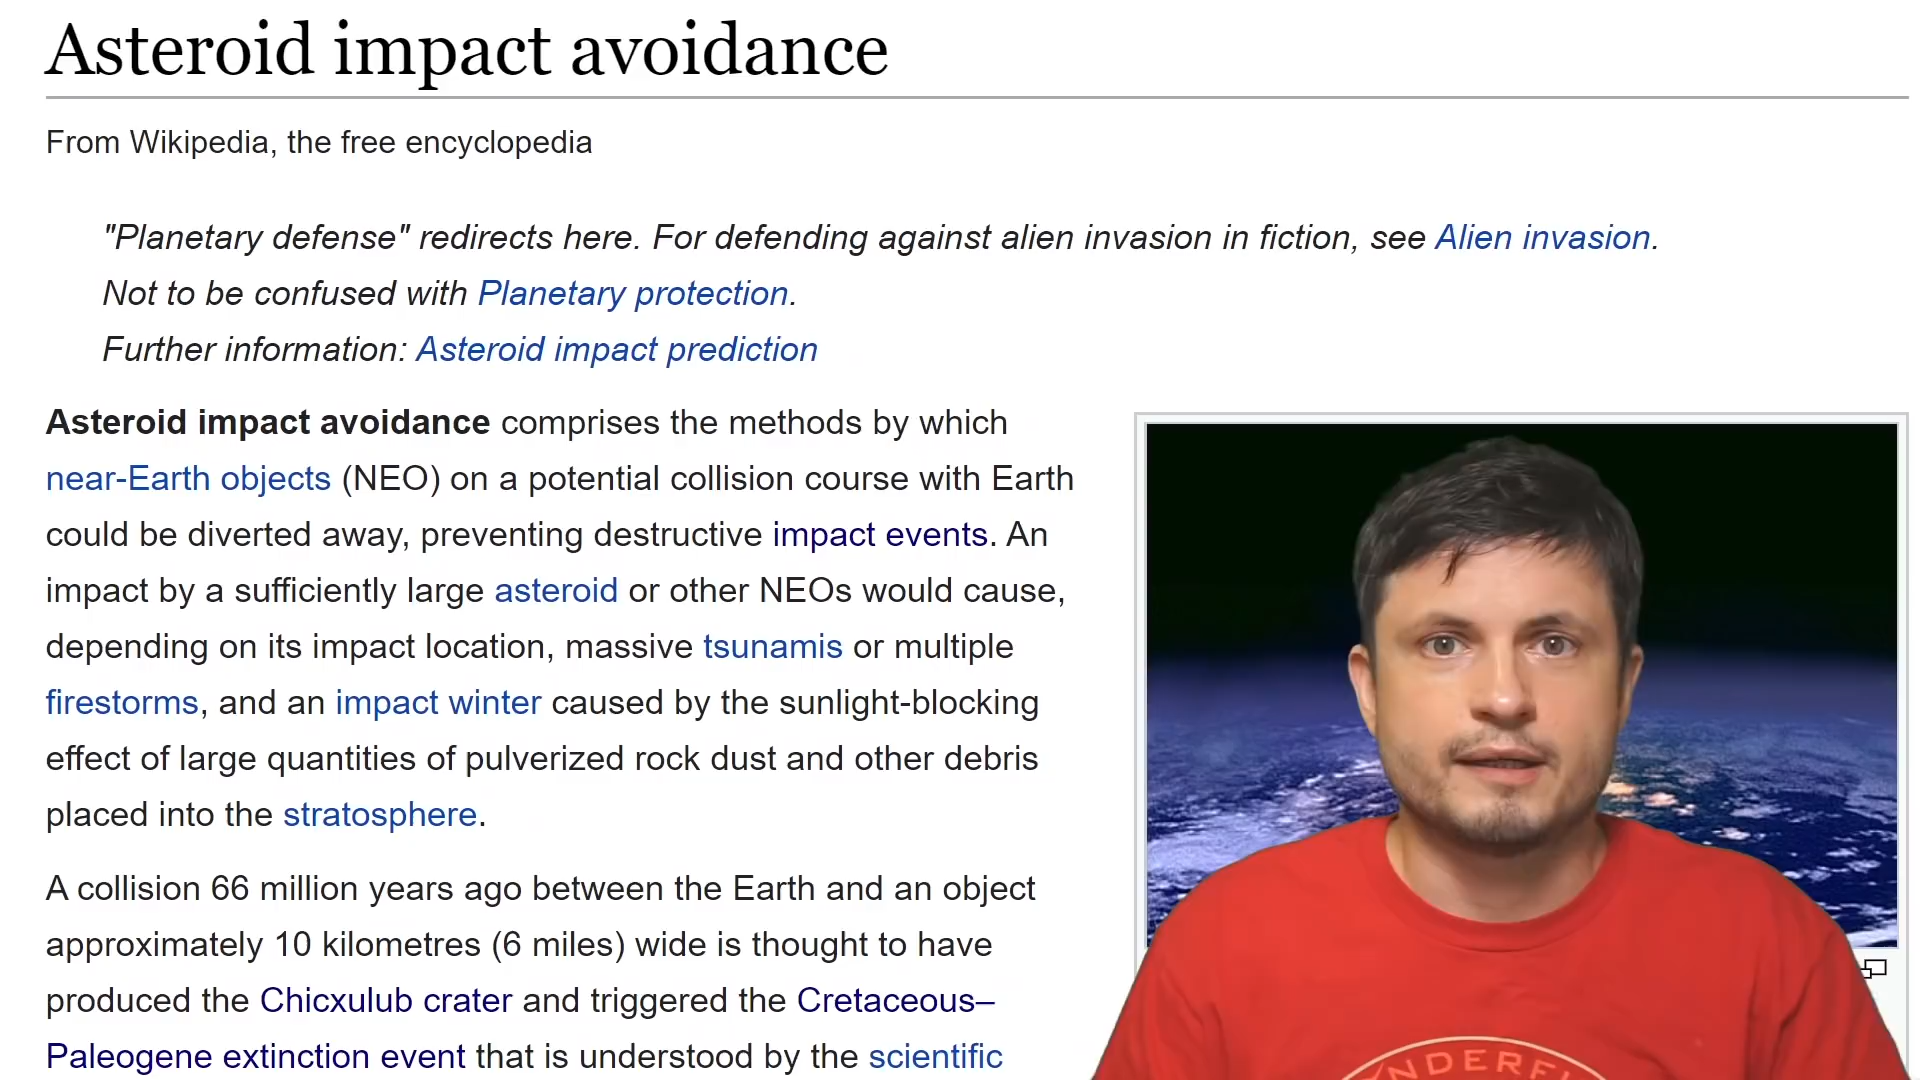 Asteroid impact avoidance
From Wikipedia, the free encyclopedia
"Planetary defense" redirects here. For defending against alien invasion in fiction, see Alien invasion.
Not to be confused with Planetary protection.
Further information: Asteroid impact prediction
Asteroid impact avoidance comprises the methods by which
near-Earth objects (NEO) on a potential collision course with Earth
could be diverted away, preventing destructive impact events. An
impact by a sufficiently large asteroid or other NEOs would cause,
depending on its impact location, massive tsunamis or multiple
firestorms, and an impact winter caused by the sunlight-blocking
effect of large quantities of pulverized rock dust and other debris
placed into the stratosphere.
A collision 66 million years ago between the Earth and an object
approximately 10 kilometres (6 miles) wide is thought to have
produced the Chicxulub crater and triggered the Cretaceous–
Paleogene extinction event that is understood by the scientific